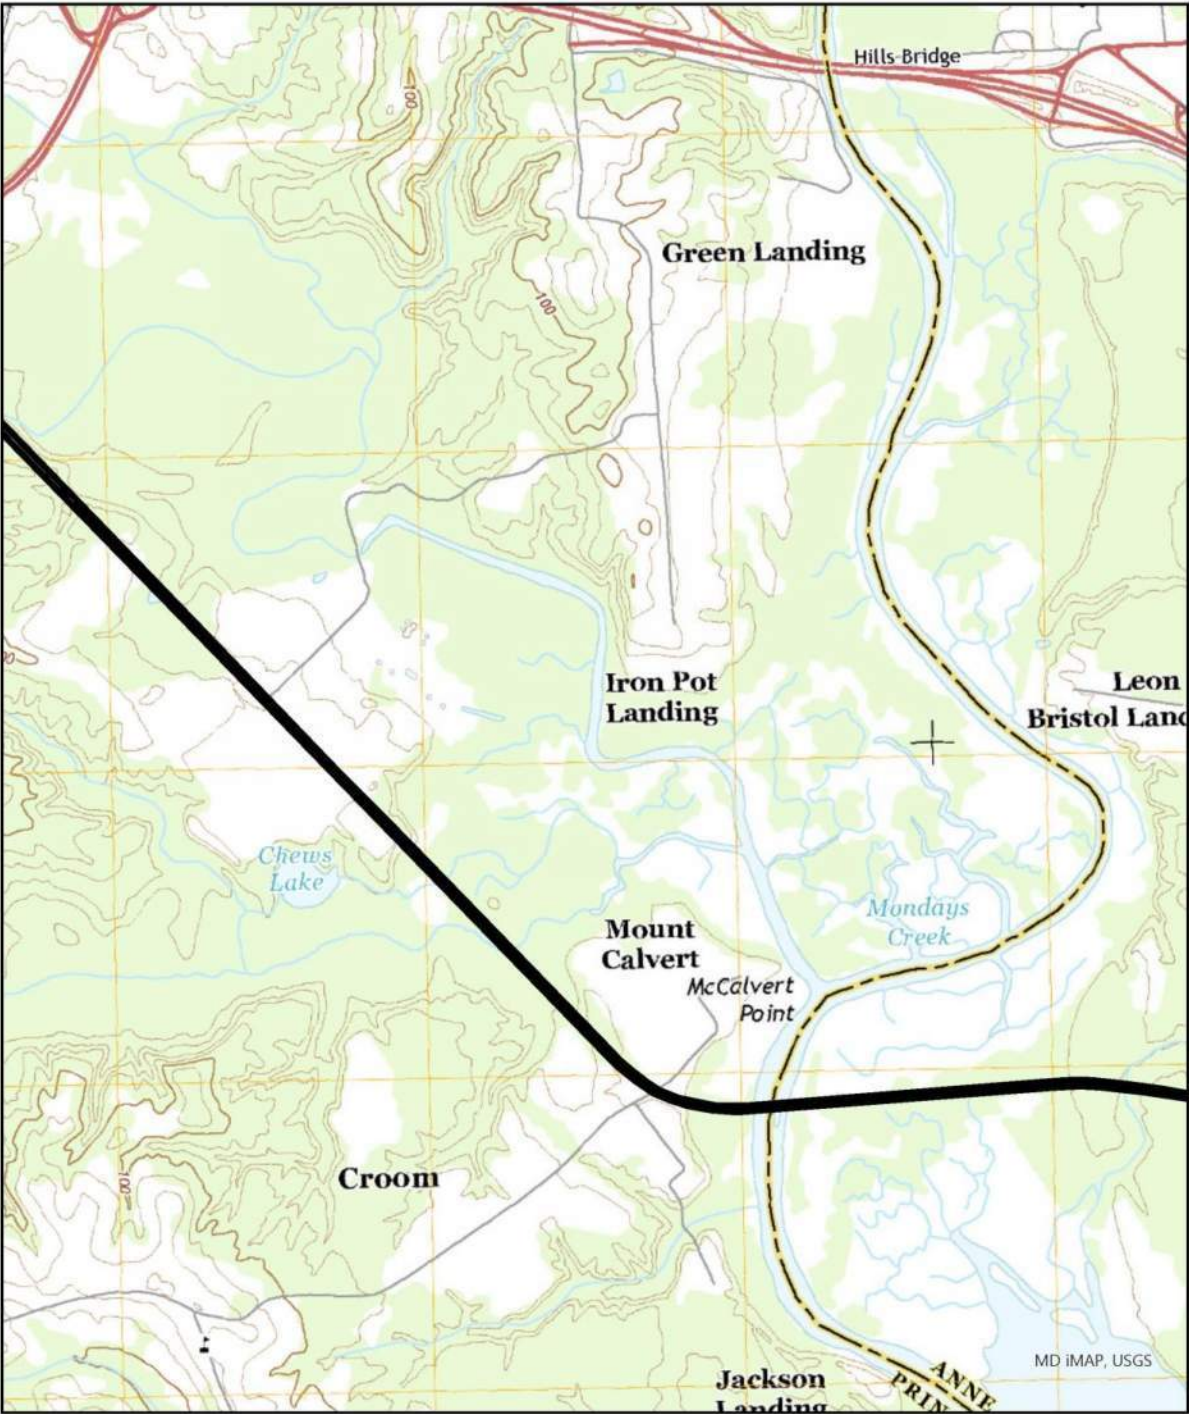 Hills Bridge
100
Green Landing
100
Iron Pot
Landing
Leon
Bristol Land
Chews
Lake
Mondays
Creek
Mount
Calvert
McCalvert
Point
Croom
100
MD iMAP, USGS
ANNE
PRIN
Jackson
Landing